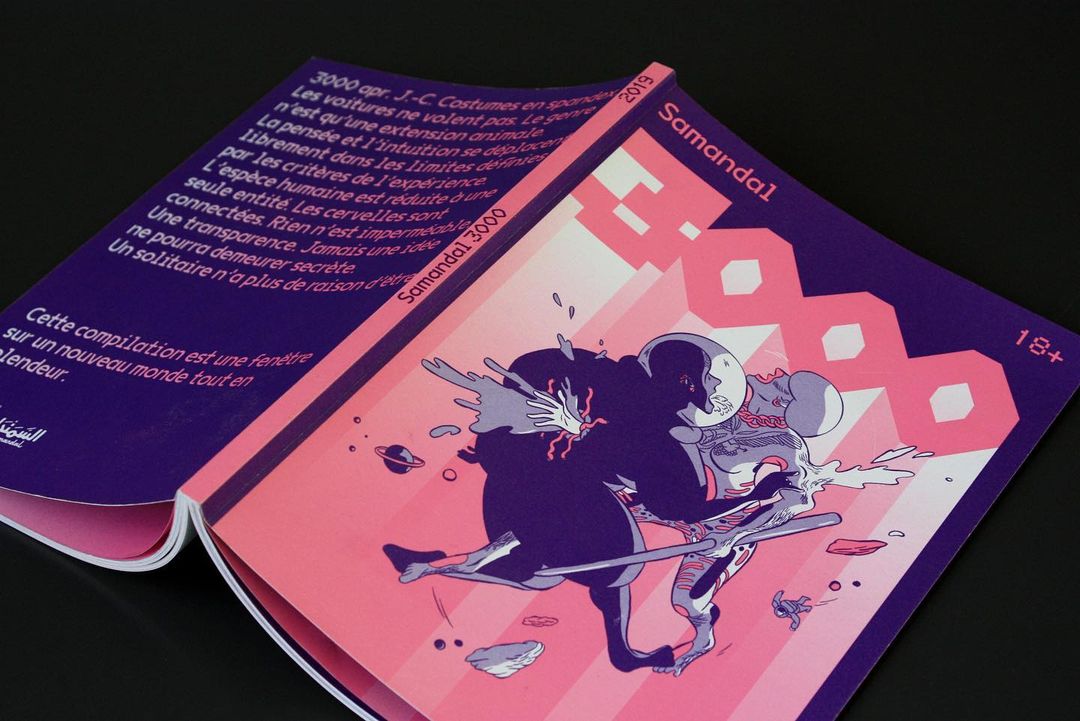 3000 apr. J.-C. Costumes en spandex
Les voitures ne volent pas. Le genre
n'est qu'une extension animale
La pensée et l'intuition se déplacent
librement dans les limites définies
par les critères de l'expérience.
L'espèce humaine est réduite à une
seule entité. Les cervelles sont
connectées. Rien n'est imperméable
Une transparence. Jamais une idée
ne pourra demeurer secrète.
Un solitaire n'a plus de raison d'être
Cette compilation est une fenêtre
sur un nouveau monde tout en
Samandal 3000
2019
Samandal
3000
18+